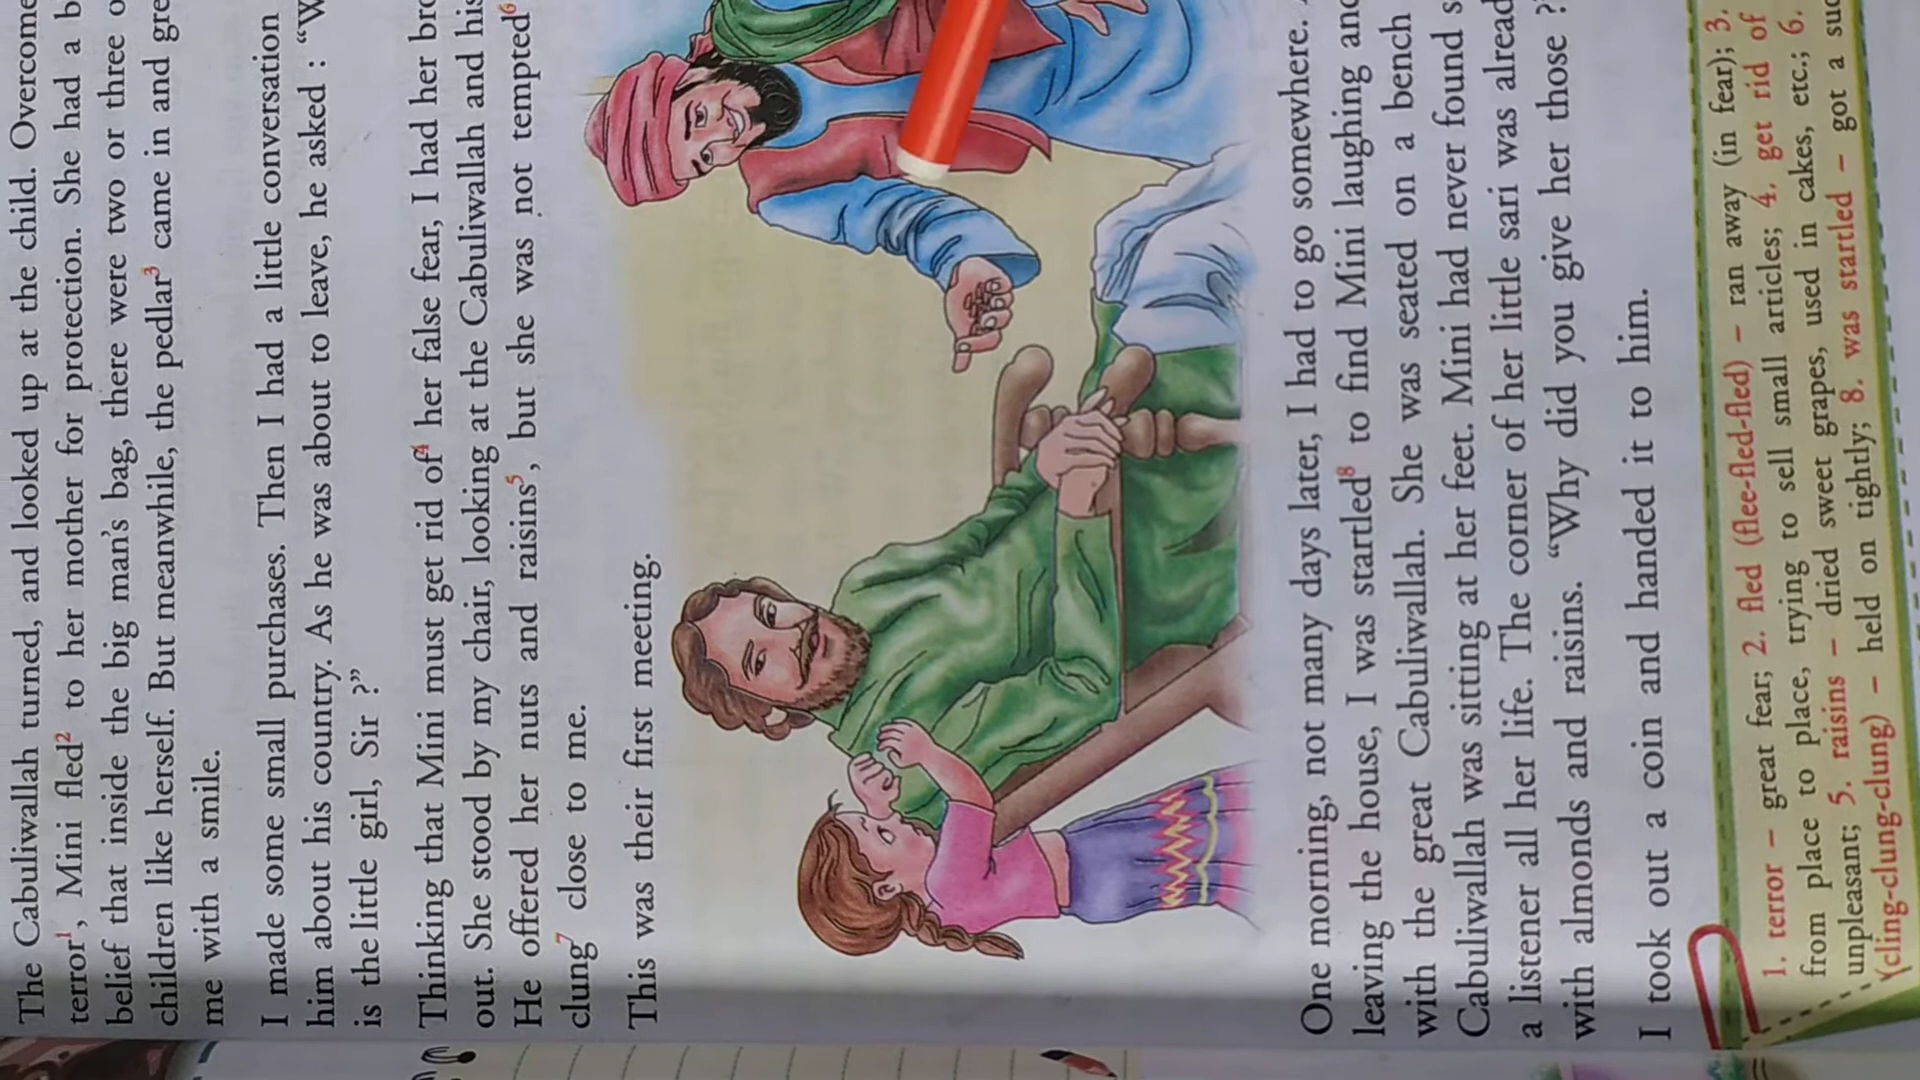 The Cabuliwallah turned, and looked up at the child. Overcome
terror1, Mini fled2 to her mother for protection. She had a b
belief that inside the big man's bag, there were two or three o
children like herself. But meanwhile, the pedlar3 came in and gre
me with a smile.
I made some small purchases. Then I had a little conversation
him about his country. As he was about to leave, he asked : “W
is the little girl, Sir ?”
Thinking that Mini must get rid of4 her false fear, I had her bro
out. She stood by my chair, looking at the Cabuliwallah and his
He offered her nuts and raisins5, but she was not tempted6
clung7 close to me.
This was their first meeting.
One morning, not many days later, I had to go somewhere.
leaving the house, I was startled8 to find Mini laughing and
with the great Cabuliwallah. She was seated on a bench
Cabuliwallah was sitting at her feet. Mini had never found s
a listener all her life. The corner of her little sari was alread
with almonds and raisins. “Why did you give her those ?”
I took out a coin and handed it to him.
1. terror – great fear; 2. fled (flee-fled-fled) – ran away (in fear); 3.
from place to place, trying to sell small articles; 4. get rid of
unpleasant; 5. raisins – dried sweet grapes, used in cakes, etc.; 6.
(cling-clung-clung) – held on tightly; 8. was startled – got a sud